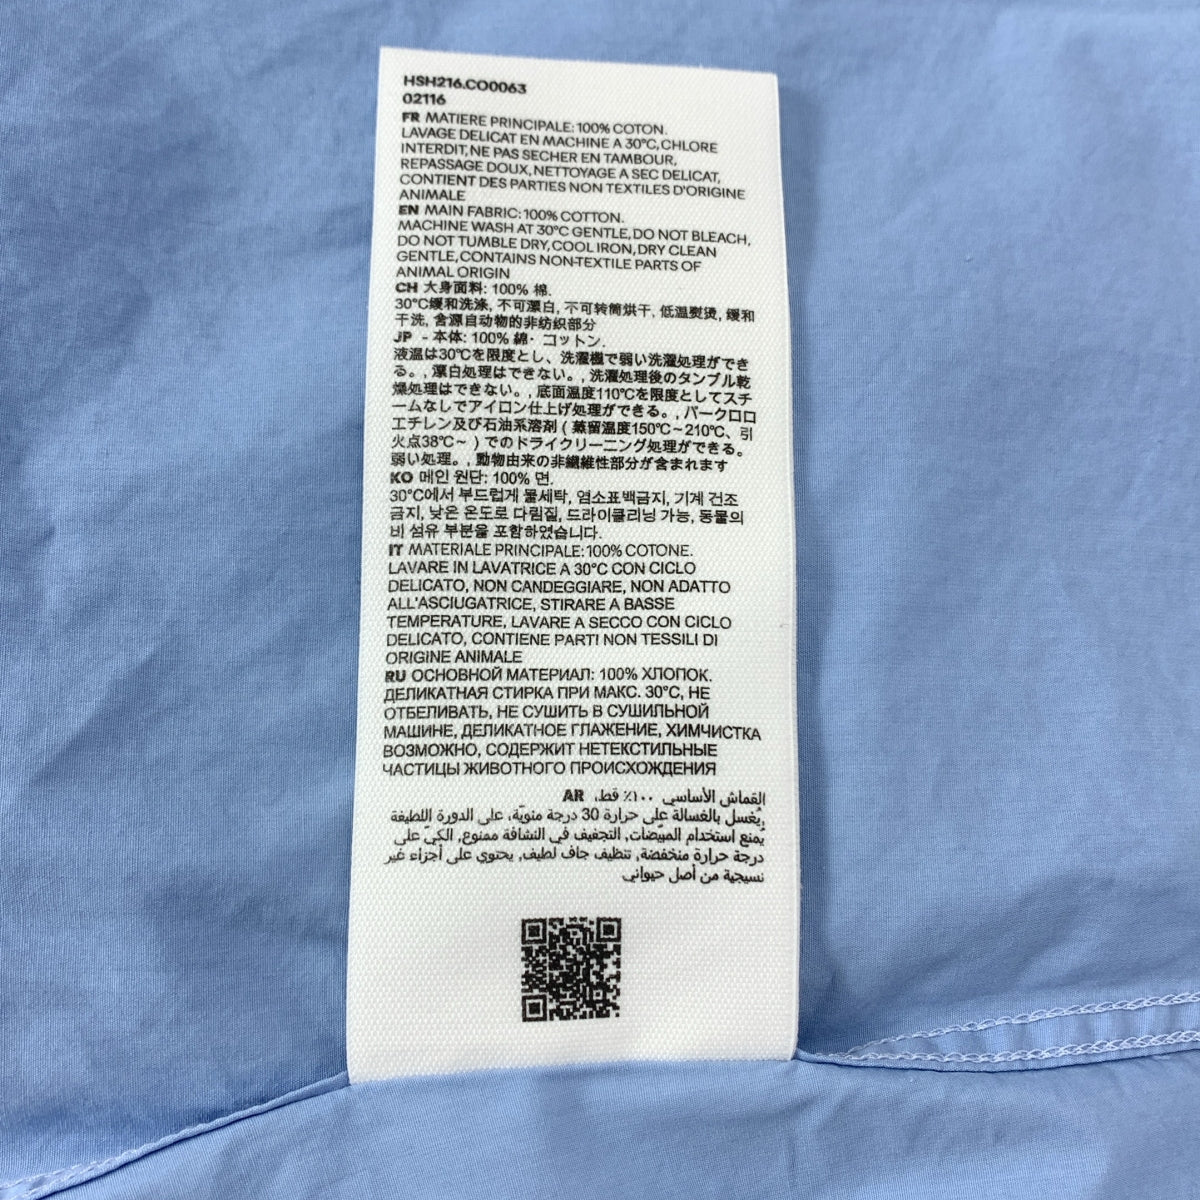 HSH216.CO0063
02116
FR MATIERE PRINCIPALE: 100% COTON.
LAVAGE DELICAT EN MACHINE A 30°C, CHLORE
INTERDIT, NE PAS SECHER EN TAMBOUR,
REPASSAGE DOUX, NETTOYAGE A SEC DELICAT,
CONTIENT DES PARTIES NON TEXTILES D'ORIGINE
ANIMALE
EN MAIN FABRIC: 100% COTTON.
MACHINE WASH AT 30°C GENTLE, DO NOT BLEACH,
DO NOT TUMBLE DRY, COOL IRON, DRY CLEAN
GENTLE, CONTAINS NON-TEXTILE PARTS OF
ANIMAL ORIGIN
CH 大身面料: 100% 棉.
30°C缓和洗涤, 不可漂白, 不可转筒烘干, 低温熨烫, 缓和
干洗, 含源自动物的非纺织部分
JP - 本体: 100% 綿・コットン.
液温は30℃を限度とし、洗濯機で弱い洗濯処理ができ
る。, 漂白処理はできない。, 洗濯処理後のタンブル乾
燥処理はできない。, 底面温度110℃を限度としてスチ
ームなしでアイロン仕上げ処理ができる。, パークロロ
エチレン及び石油系溶剤 ( 蒸留温度150℃~210℃、引
火点38℃~ ) でのドライクリーニング処理ができる。
弱い処理。, 動物由来の非繊維性部分が含まれます
KO 메인 원단: 100% 면.
30°C에서 부드럽게 물세탁, 염소표백금지, 기계 건조
금지, 낮은 온도로 다림질, 드라이클리닝 가능, 동물의
비 섬유 부분을 포함하였습니다.
IT MATERIALE PRINCIPALE: 100% COTONE.
LAVARE IN LAVATRICE A 30°C CON CICLO
DELICATO, NON CANDEGGIARE, NON ADATTO
ALL'ASCIUGATRICE, STIRARE A BASSE
TEMPERATURE, LAVARE A SECCO CON CICLO
DELICATO, CONTIENE PARTI NON TESSILI DI
ORIGINE ANIMALE
RU ОСНОВНОЙ МАТЕРИАЛ: 100% ХЛОПОК.
ДЕЛИКАТНАЯ СТИРКА ПРИ МАКС. 30°C, НЕ
ОТБЕЛИВАТЬ, НЕ СУШИТЬ В СУШИЛЬНОЙ
МАШИНЕ, ДЕЛИКАТНОЕ ГЛАЖЕНИЕ, ХИМЧИСТКА
ВОЗМОЖНО, СОДЕРЖИТ НЕТЕКСТИЛЬНЫЕ
ЧАСТИЦЫ ЖИВОТНОГО ПРОИСХОЖДЕНИЯ
القماش الأساسي ١٠٠٪ قطن. AR
يُغسل بالغسالة على حرارة 30 درجة مئويّة، على الدورة اللطيفة,
يُمنع استخدام المبيّضات, التجفيف في النشافة ممنوع, الكيّ على
درجة حرارة منخفضة, تنظيف جاف لطيف, يحتوي على أجزاء غير
نسيجية من أصل حيواني